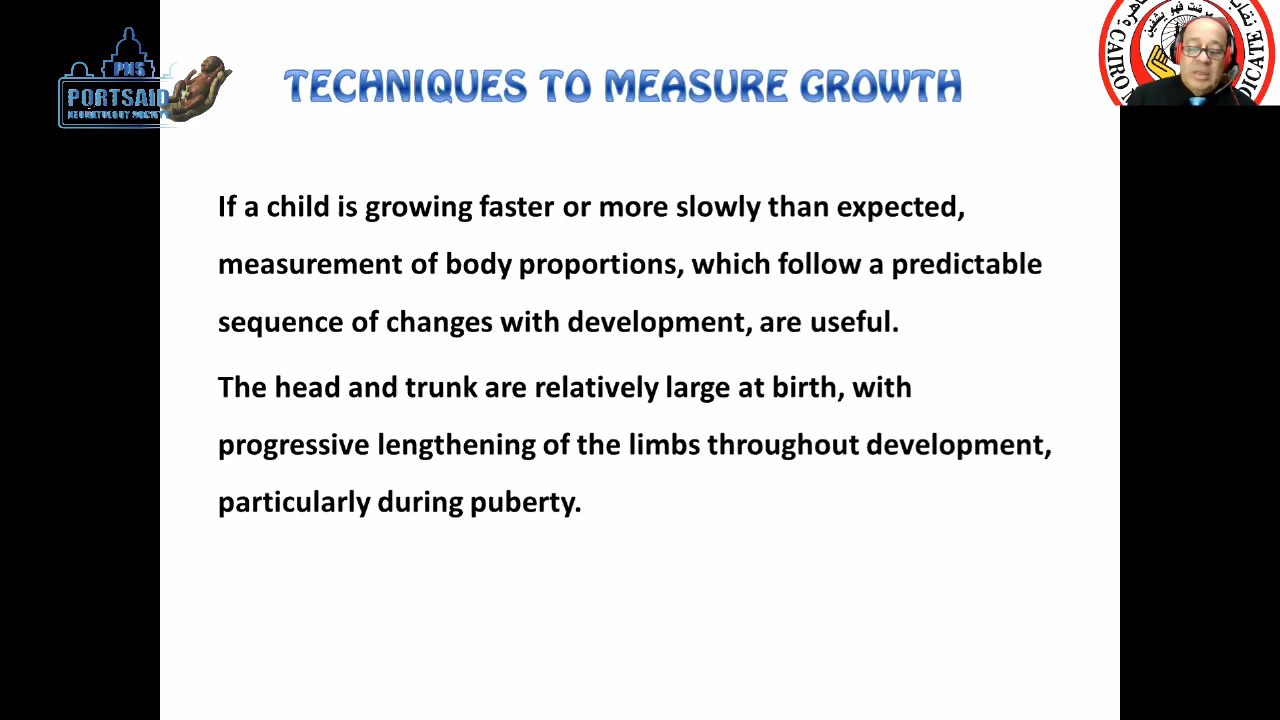 PNS
PORTSAID
NEONATOLOGY SOCIETY
TECHNIQUES TO MEASURE GROWTH
If a child is growing faster or more slowly than expected,
measurement of body proportions, which follow a predictable
sequence of changes with development, are useful.
The head and trunk are relatively large at birth, with
progressive lengthening of the limbs throughout development,
particularly during puberty.